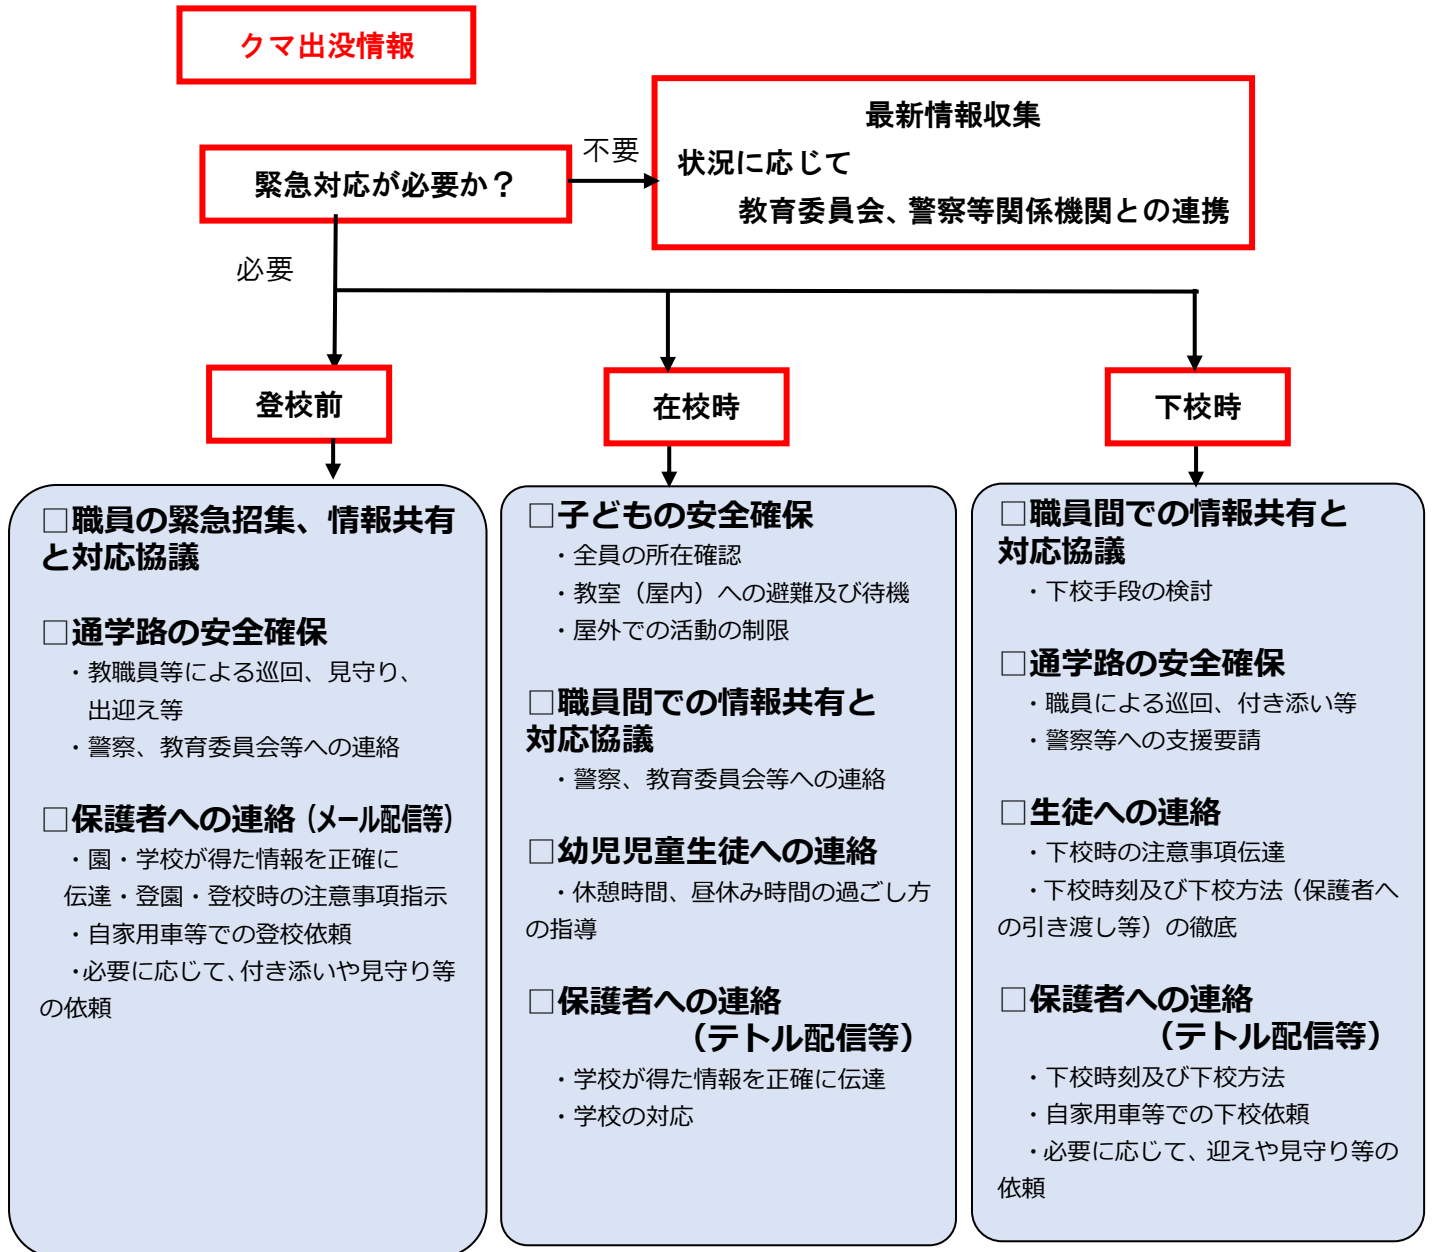 クマ出没情報
最新情報収集
状況に応じて
教育委員会、警察等関係機関との連携
不要
緊急対応が必要か？
必要
登校前
在校時
下校時
□職員の緊急招集、情報共有
と対応協議
□通学路の安全確保
・教職員等による巡回、見守り、
出迎え等
・警察、教育委員会等への連絡
□保護者への連絡（メール配信等）
・園・学校が得た情報を正確に
伝達・登園・登校時の注意事項指示
・自家用車等での登校依頼
・必要に応じて、付き添いや見守り等
の依頼
□子どもの安全確保
・全員の所在確認
・教室（屋内）への避難及び待機
・屋外での活動の制限
□職員間での情報共有と
対応協議
・警察、教育委員会等への連絡
□幼児児童生徒への連絡
・休憩時間、昼休み時間の過ごし方
の指導
□保護者への連絡
（テトル配信等）
・学校が得た情報を正確に伝達
・学校の対応
□職員間での情報共有と
対応協議
・下校手段の検討
□通学路の安全確保
・職員による巡回、付き添い等
・警察等への支援要請
□生徒への連絡
・下校時の注意事項伝達
・下校時刻及び下校方法（保護者へ
の引き渡し等）の徹底
□保護者への連絡
（テトル配信等）
・下校時刻及び下校方法
・自家用車等での下校依頼
・必要に応じて、迎えや見守り等の
依頼